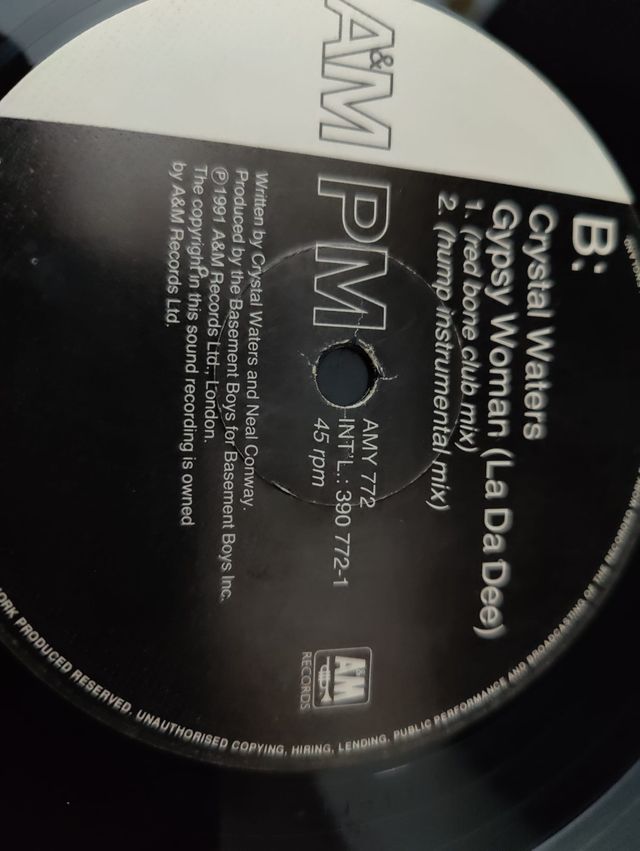 A&M PM
B:
Crystal Waters
Gypsy Woman (La Da Dee)
1. (red bone club mix)
2. (hump instrumental mix)
AMY 772
INT'L.: 390 772-1
45 rpm
A&M
RECORDS
Written by Crystal Waters and Neal Conway.
Produced by the Basement Boys for Basement Boys Inc.
℗ 1991 A&M Records Ltd., London.
The copyright in this sound recording is owned
by A&M Records Ltd.
PRODUCED RESERVED. UNAUTHORISED COPYING, HIRING, LENDING, PUBLIC PERFORMANCE AND BROADCASTING OF THIS